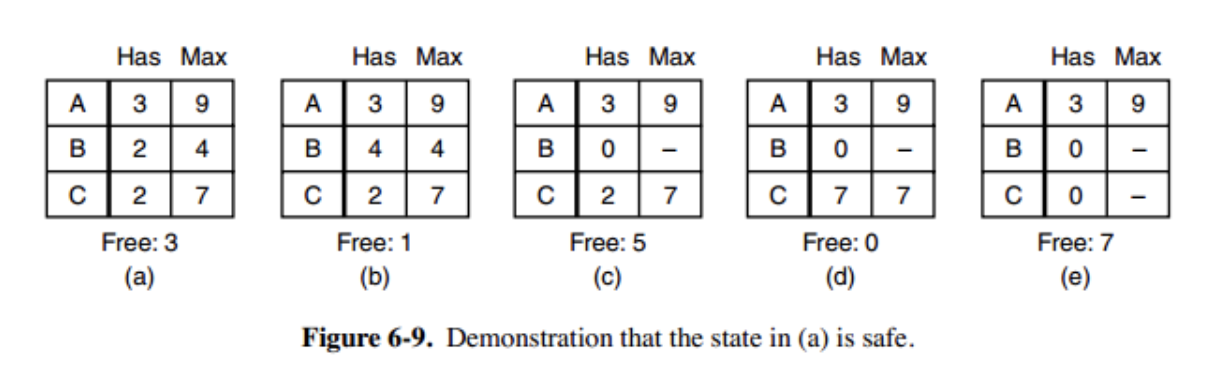 Has Max Has Max Has Max Has Max Has Max
A 3 9 A 3 9 A 3 9 A 3 9 A 3 9
B 2 4 B 4 4 B 0 – B 0 – B 0 –
C 2 7 C 2 7 C 2 7 C 7 7 C 0 –
Free: 3 Free: 1 Free: 5 Free: 0 Free: 7
(a) (b) (c) (d) (e)
Figure 6-9. Demonstration that the state in (a) is safe.